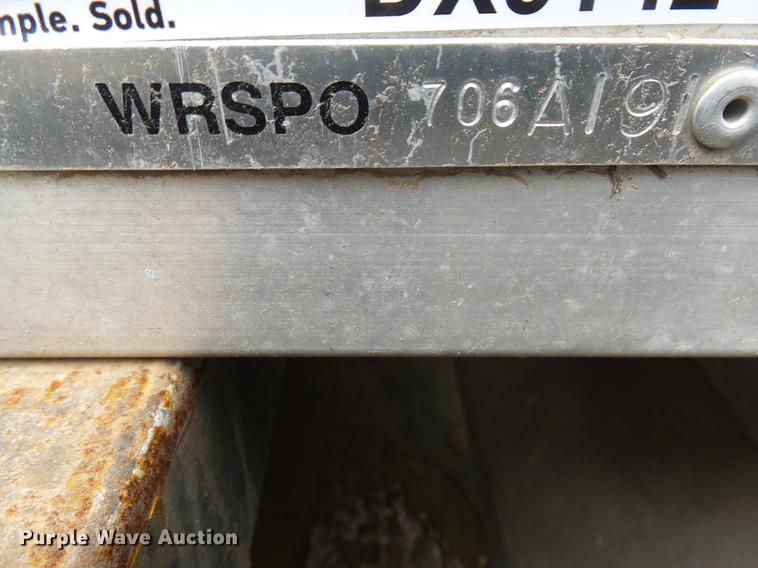 mple. Sold.
WRSPO 706A191
Purple Wave Auction